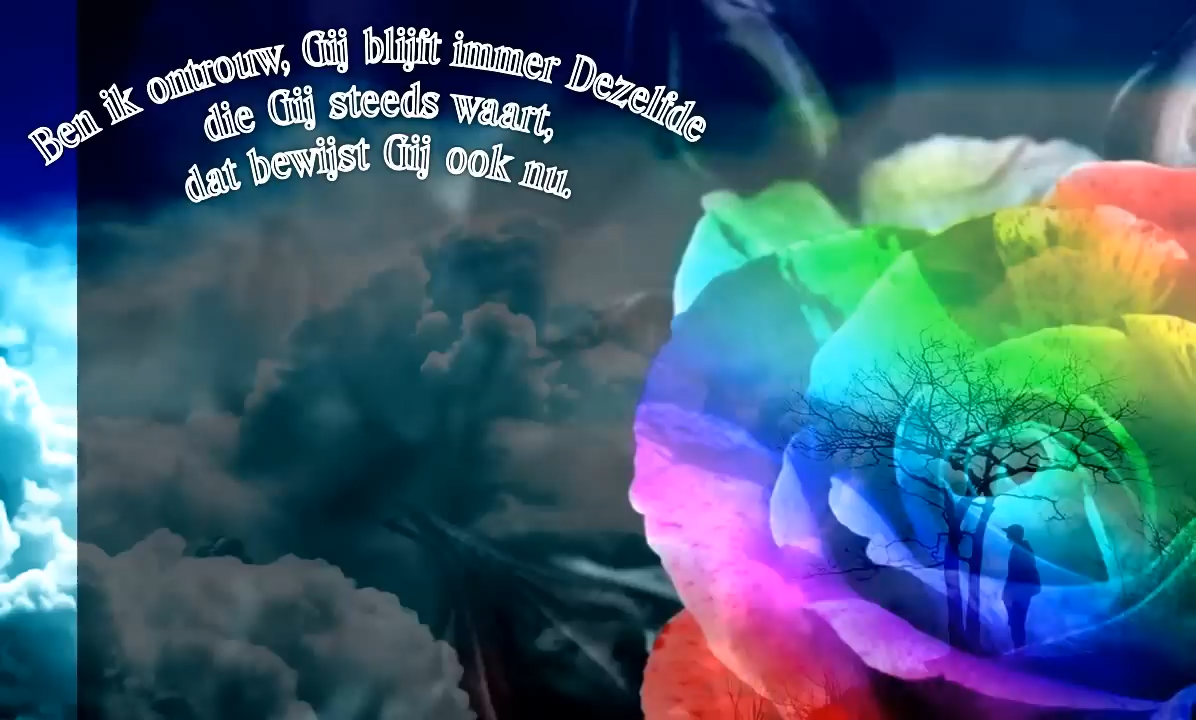 Ben ik ontrouw, Gij blijft immer Dezelfde
die Gij steeds waart,
dat bewijst Gij ook nu.